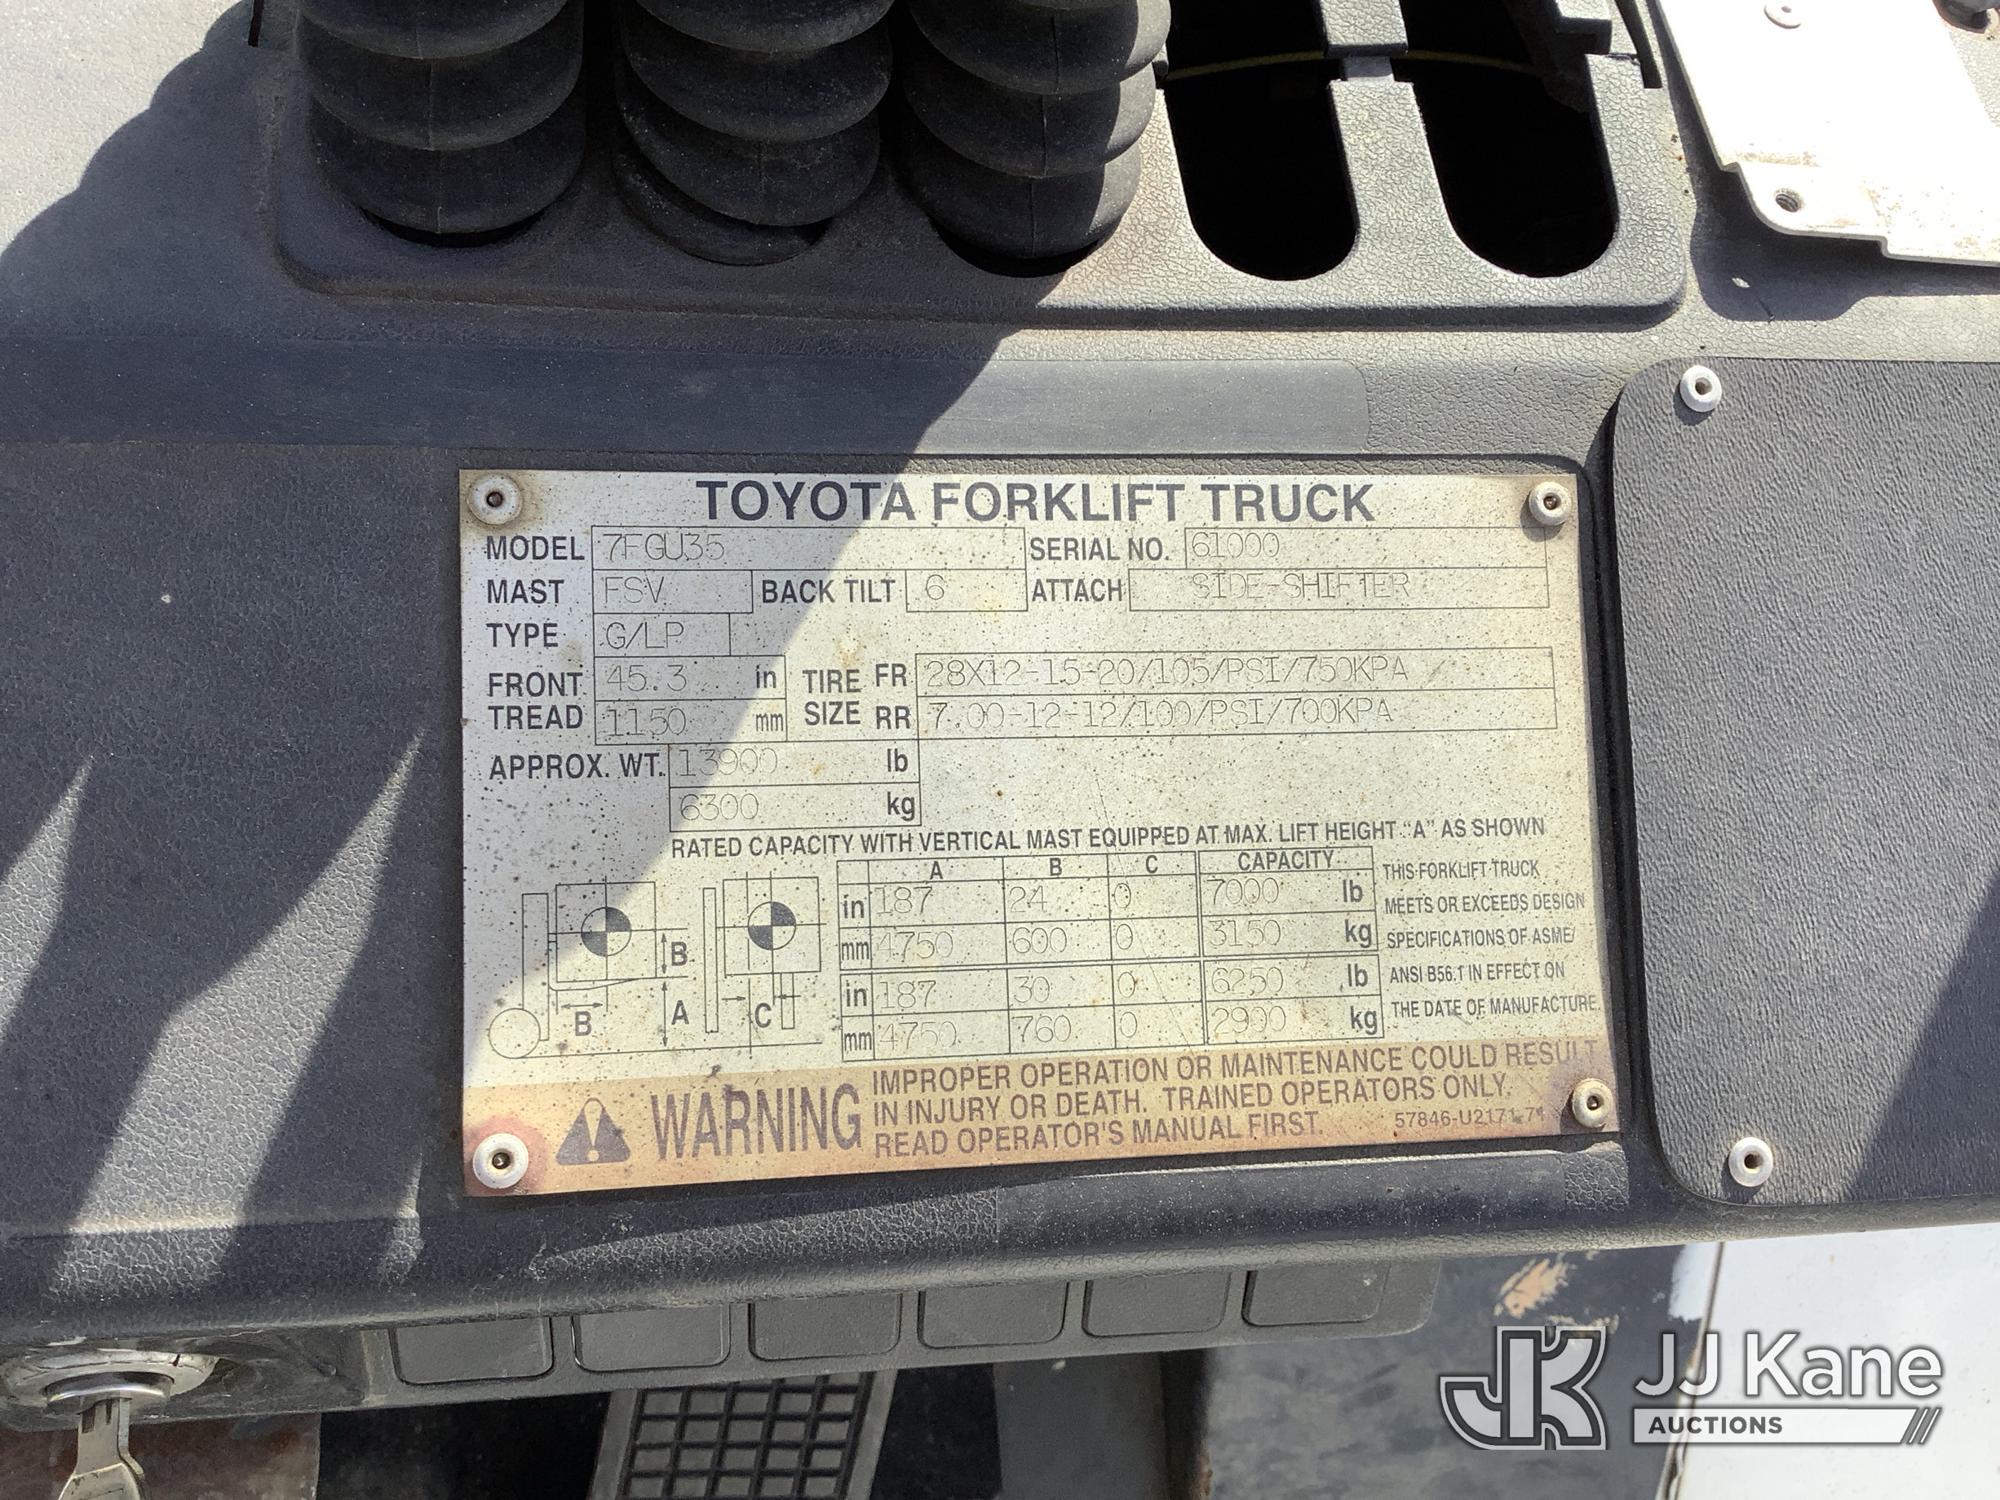 TOYOTA FORKLIFT TRUCK
MODEL 7FGU35 SERIAL NO. 61000
MAST FSV BACK TILT 6 ATTACH SIDE-SHIFTER
TYPE G/LP
FRONT TREAD 45.3 in TIRE SIZE FR 28X12-15-20/105/PSI/750KPA
1150 mm RR 7.00-12-12/100/PSI/700KPA
APPROX. WT. 13900 lb
6300 kg
RATED CAPACITY WITH VERTICAL MAST EQUIPPED AT MAX. LIFT HEIGHT "A" AS SHOWN
A B C CAPACITY
in 187 24 0 7000 lb
mm 4750 600 0 3150 kg
in 187 30 0 6250 lb
mm 4750 760 0 2900 kg
B A B C
THIS FORKLIFT TRUCK
MEETS OR EXCEEDS DESIGN
SPECIFICATIONS OF ASME/
ANSI B56.1 IN EFFECT ON
THE DATE OF MANUFACTURE.
WARNING
IMPROPER OPERATION OR MAINTENANCE COULD RESULT
IN INJURY OR DEATH. TRAINED OPERATORS ONLY.
READ OPERATOR'S MANUAL FIRST. 57846-U2171-71
JK JJ Kane
AUCTIONS